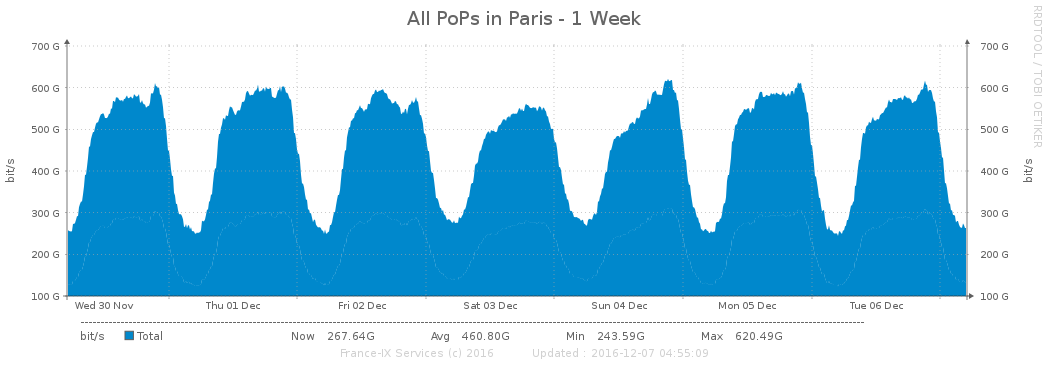 All PoPs in Paris - 1 Week
RRDTOOL / TOBI OETIKER
700 G 700 G
600 G 600 G
500 G 500 G
400 G 400 G
300 G 300 G
200 G 200 G
100 G 100 G
bit/s bit/s
Wed 30 Nov Thu 01 Dec Fri 02 Dec Sat 03 Dec Sun 04 Dec Mon 05 Dec Tue 06 Dec
bit/s Total Now 267.64G Avg 460.80G Min 243.59G Max 620.49G
France-IX Services (c) 2016 Updated : 2016-12-07 04:55:09